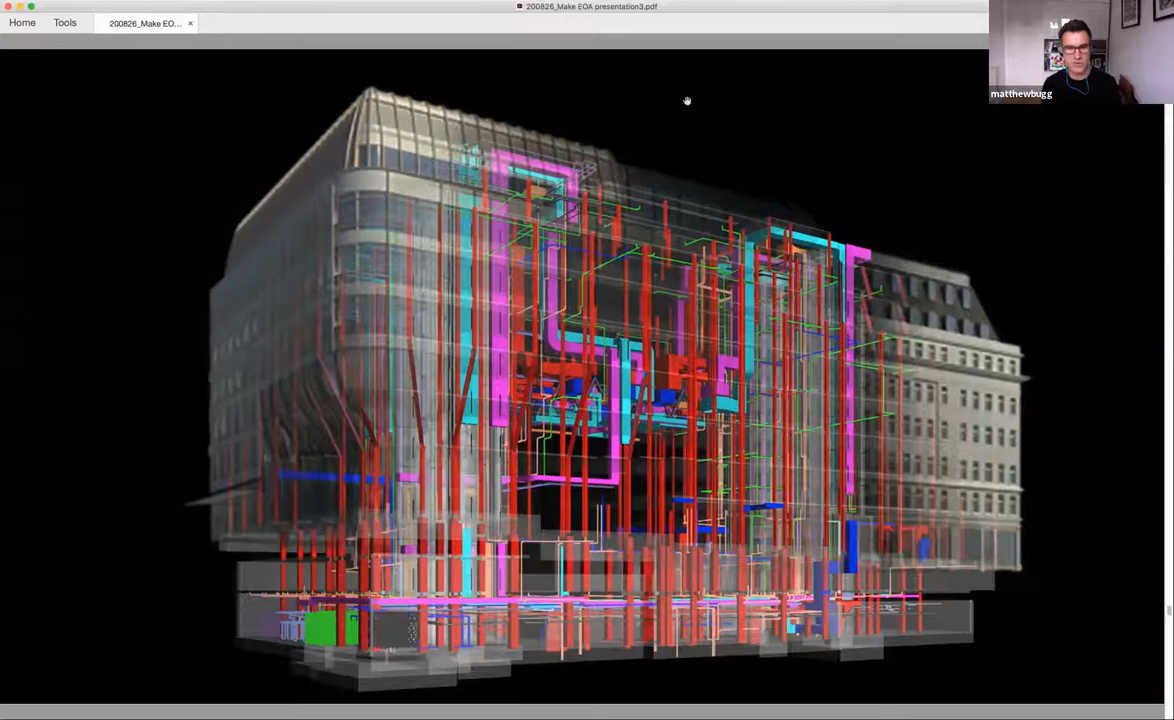 200826_Make EOA presentation3.pdf
Home
Tools
200826_Make EO...
matthewbugg